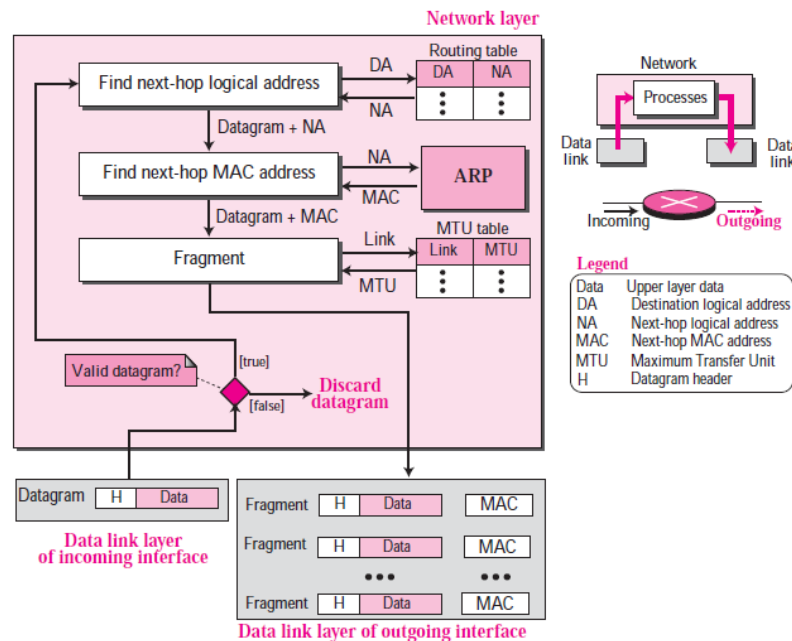 Network layer
Routing table
DA
Find next-hop logical address
DA NA
NA
Datagram + NA
Find next-hop MAC address
NA
ARP
MAC
Datagram + MAC
MTU table
Fragment
Link
Link MTU
MTU
Valid datagram?
[true]
[false]
Discard
datagram
Datagram H Data
Data link layer
of incoming interface
Fragment H Data MAC
Fragment H Data MAC
Fragment H Data MAC
Data link layer of outgoing interface
Network
Processes
Data
link
Data
link
Incoming
Outgoing
Legend
Data Upper layer data
DA Destination logical address
NA Next-hop logical address
MAC Next-hop MAC address
MTU Maximum Transfer Unit
H Datagram header